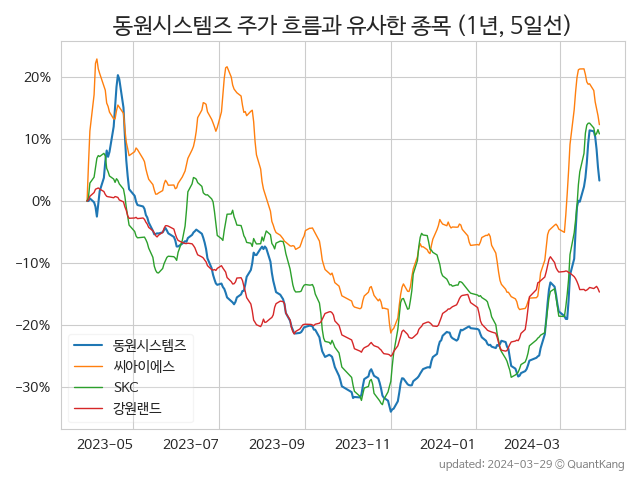 동원시스템즈 주가 흐름과 유사한 종목 (1년, 5일선)
20%
10%
0%
−10%
−20%
−30%
동원시스템즈
씨아이에스
SKC
강원랜드
2023-05
2023-07
2023-09
2023-11
2024-01
2024-03
updated: 2024-03-29 © QuantKang